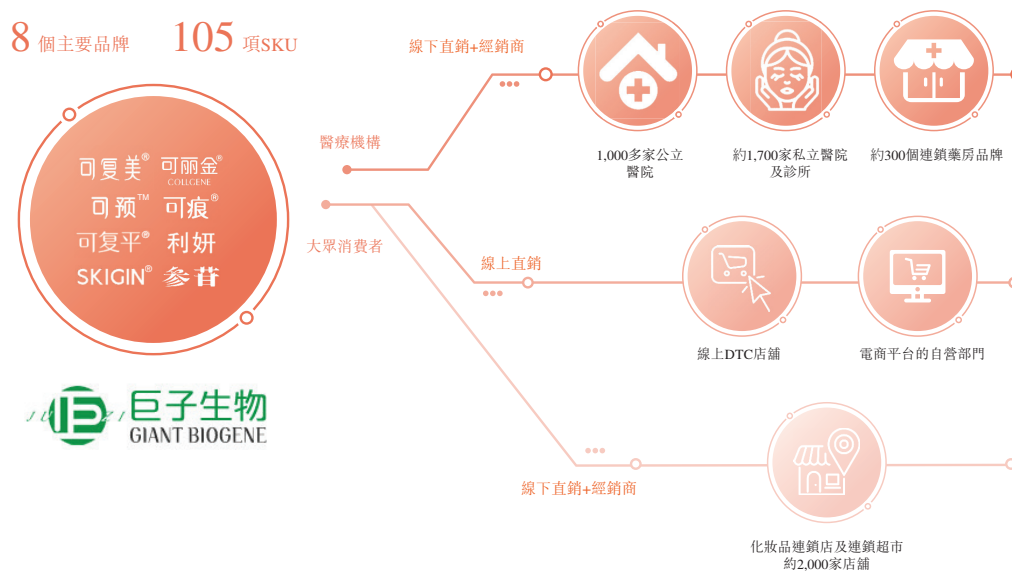 8 個主要品牌 105 項SKU
可复美® 可丽金®
COLLGENE
可预™ 可痕®
可复平® 利妍
SKIGIN® 参苷
巨子生物
GIANT BIOGENE
醫療機構
大眾消費者
線下直銷+經銷商
1,000多家公立
醫院
約1,700家私立醫院
及診所
約300個連鎖藥房品牌
線上直銷
線上DTC店舖
電商平台的自營部門
線下直銷+經銷商
化妝品連鎖店及連鎖超市
約2,000家店舖